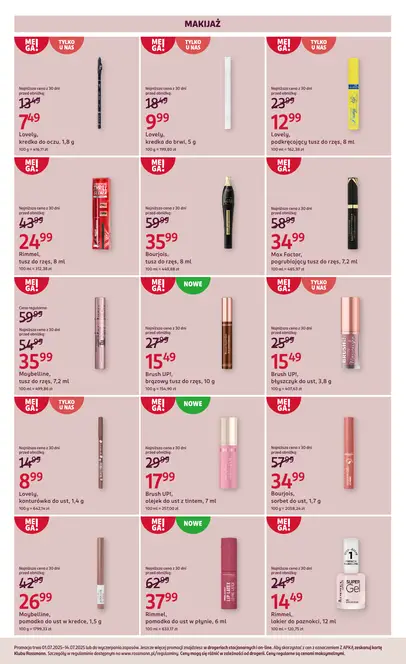 MAKIJAŻ
MEGA!
TYLKO U NAS
Najniższa cena z 30 dni
przed obniżką:
13⁴⁹
7⁴⁹
Lovely,
kredka do oczu, 1,8 g
MEGA!
TYLKO U NAS
Najniższa cena z 30 dni
przed obniżką:
18⁴⁹
9⁹⁹
Lovely,
kredka do brwi, 5 g
100 g = 199,80 zł
MEGA!
TYLKO U NAS
Najniższa cena z 30 dni
przed obniżką:
23⁹⁹
12⁹⁹
Lovely,
podkręcający tusz do rzęs, 8 ml
100 ml = 162,38 zł
MEGA!
Najniższa cena z 30 dni
przed obniżką:
43⁹⁹
24⁹⁹
Rimmel,
tusz do rzęs, 8 ml
100 ml = 312,38 zł
MEGA!
Najniższa cena z 30 dni
przed obniżką:
59⁹⁹
35⁹⁹
Bourjois,
tusz do rzęs, 8 ml
100 ml = 449,88 zł
MEGA!
Najniższa cena z 30 dni
przed obniżką:
58⁹⁹
34⁹⁹
Max Factor,
pogrubiający tusz do rzęs, 7,2 ml
100 ml = 485,97 zł
MEGA!
Cena regularna:
59⁹⁹
Najniższa cena z 30 dni
przed obniżką:
54⁹⁹
35⁹⁹
Maybelline,
tusz do rzęs, 7,2 ml
100 ml = 499,86 zł
MEGA!
NOWE
Najniższa cena z 30 dni
przed obniżką:
27⁹⁹
15⁴⁹
Brush UP!,
brązowy tusz do rzęs, 10 g
100 g = 154,90 zł
MEGA!
Najniższa cena z 30 dni
przed obniżką:
25⁹⁹
15⁴⁹
Brush UP!,
błyszczyk do ust, 3,8 g
100 g = 407,63 zł
MEGA!
TYLKO U NAS
Najniższa cena z 30 dni
przed obniżką:
14⁹⁹
8⁹⁹
Lovely,
konturówka do ust, 1,4 g
100 g = 642,14 zł
MEGA!
NOWE
Najniższa cena z 30 dni
przed obniżką:
29⁹⁹
17⁹⁹
Brush UP!,
olejek do ust z tintem, 7 ml
100 ml = 257,00 zł
MEGA!
Najniższa cena z 30 dni
przed obniżką:
57⁹⁹
34⁹⁹
Bourjois,
sorbet do ust, 1,7 g
100 g = 2058,24 zł
MEGA!
Najniższa cena z 30 dni
przed obniżką:
42⁹⁹
26⁹⁹
Maybelline,
pomadka do ust w kredce, 1,5 g
100 g = 1799,33 zł
MEGA!
NOWE
Najniższa cena z 30 dni
przed obniżką:
62⁹⁹
37⁹⁹
Rimmel,
pomadka do ust w płynie, 6 ml
100 ml = 633,17 zł
MEGA!
1
SUPER
Gel
Najniższa cena z 30 dni
przed obniżką:
24⁹⁹
14⁴⁹
Rimmel,
lakier do paznokci, 12 ml
100 ml = 120,75 zł
Promocja trwa 01.07.2025–14.07.2025 lub do wyczerpania zapasów. Inne promocje znajdziesz w drogeriach stacjonarnych i on-line. Aby skorzystać z cen z oznaczeniem Z APKĄ zeskanuj kartę
Klubu Rossmann. Szczegóły w regulaminie dostępnym na www.rossmann.pl/regulaminy. Ceny mogą się różnić w zależności od drogerii. Ceny regularne są cenami maksymalnymi.